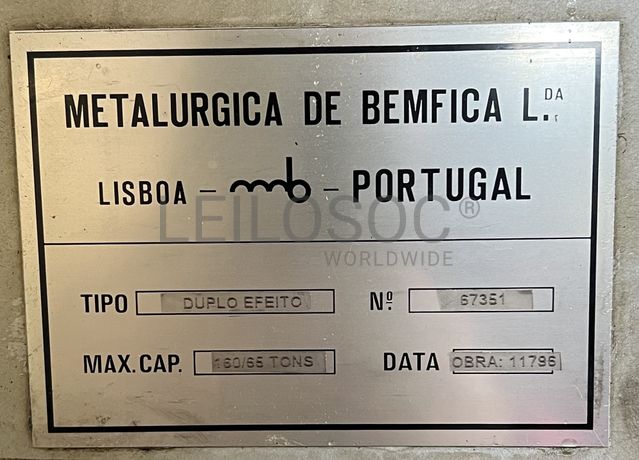 METALURGICA DE BEMFICA L.DA
LISBOA - mb - PORTUGAL
LEILOSOC®
WORLDWIDE
TIPO DUPLO EFEITO Nº 67351
MAX.CAP. 160/65 TONS DATA OBRA: 11796